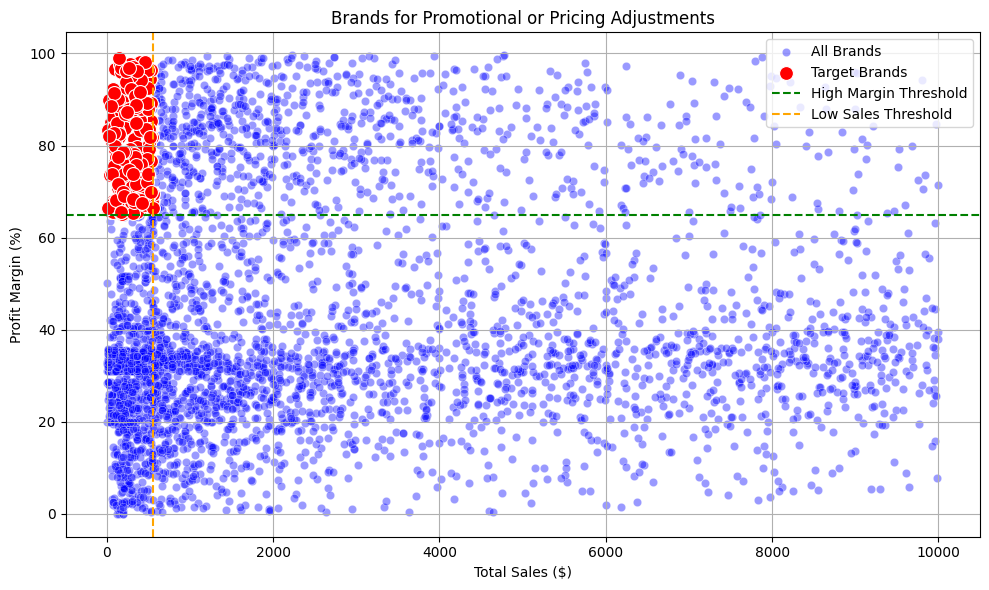 Brands for Promotional or Pricing Adjustments
All Brands
Target Brands
High Margin Threshold
Low Sales Threshold
Profit Margin (%)
100
80
60
40
20
0
0 2000 4000 6000 8000 10000
Total Sales ($)